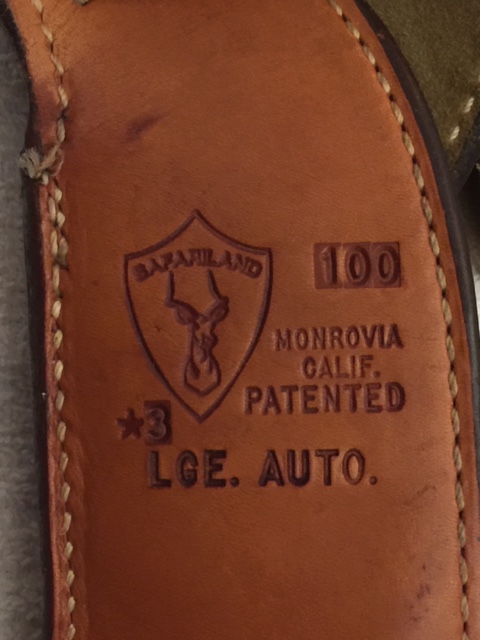 SAFARILAND
100
MONROVIA
CALIF.
PATENTED
★3
LGE. AUTO.